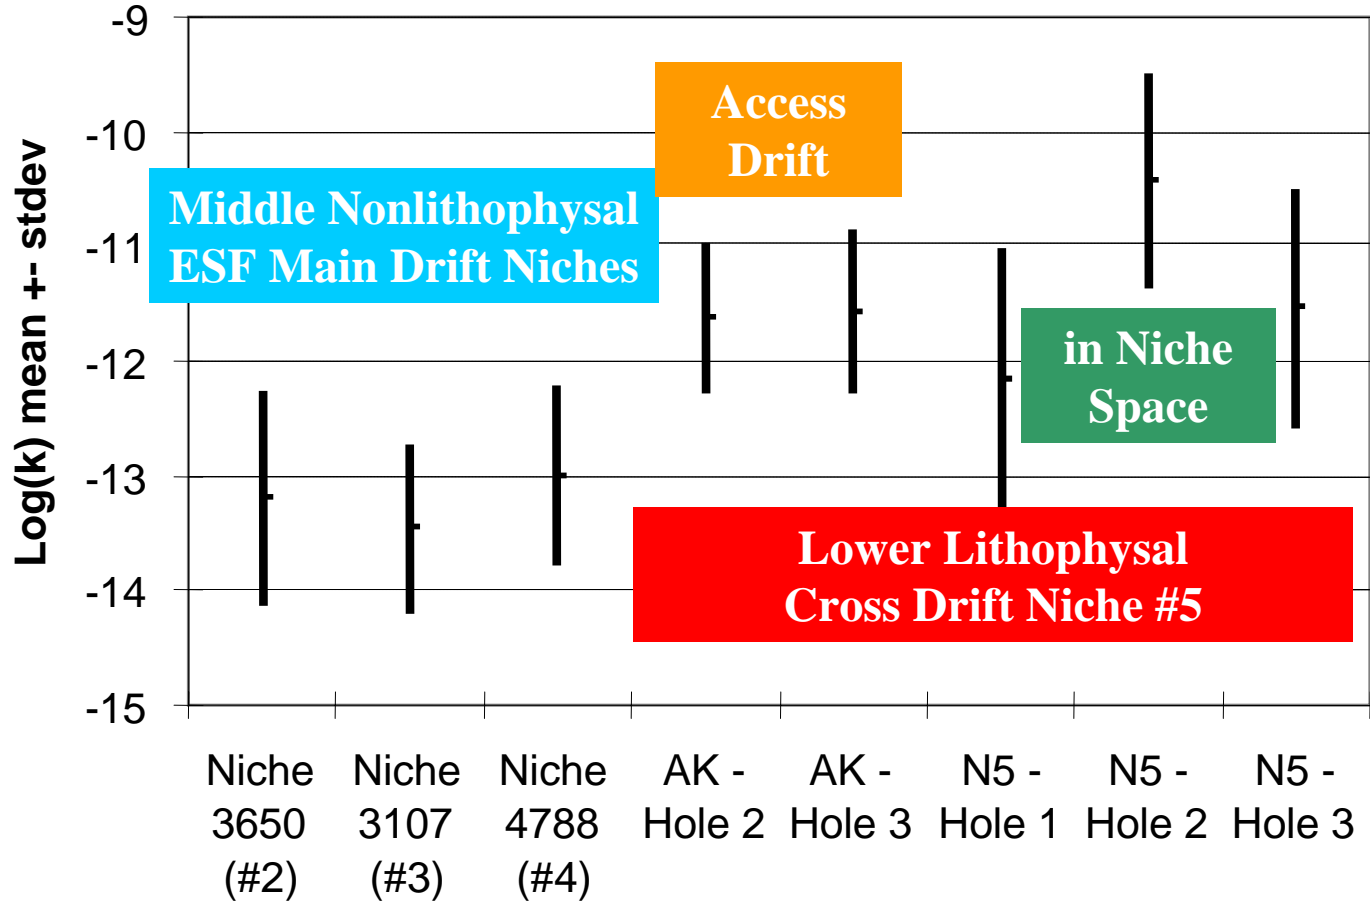 Log(k) mean +- stdev
-9
-10
-11
-12
-13
-14
-15
Access
Drift
Middle Nonlithophysal
ESF Main Drift Niches
in Niche
Space
Lower Lithophysal
Cross Drift Niche #5
Niche
3650
(#2)
Niche
3107
(#3)
Niche
4788
(#4)
AK -
Hole 2
AK -
Hole 3
N5 -
Hole 1
N5 -
Hole 2
N5 -
Hole 3